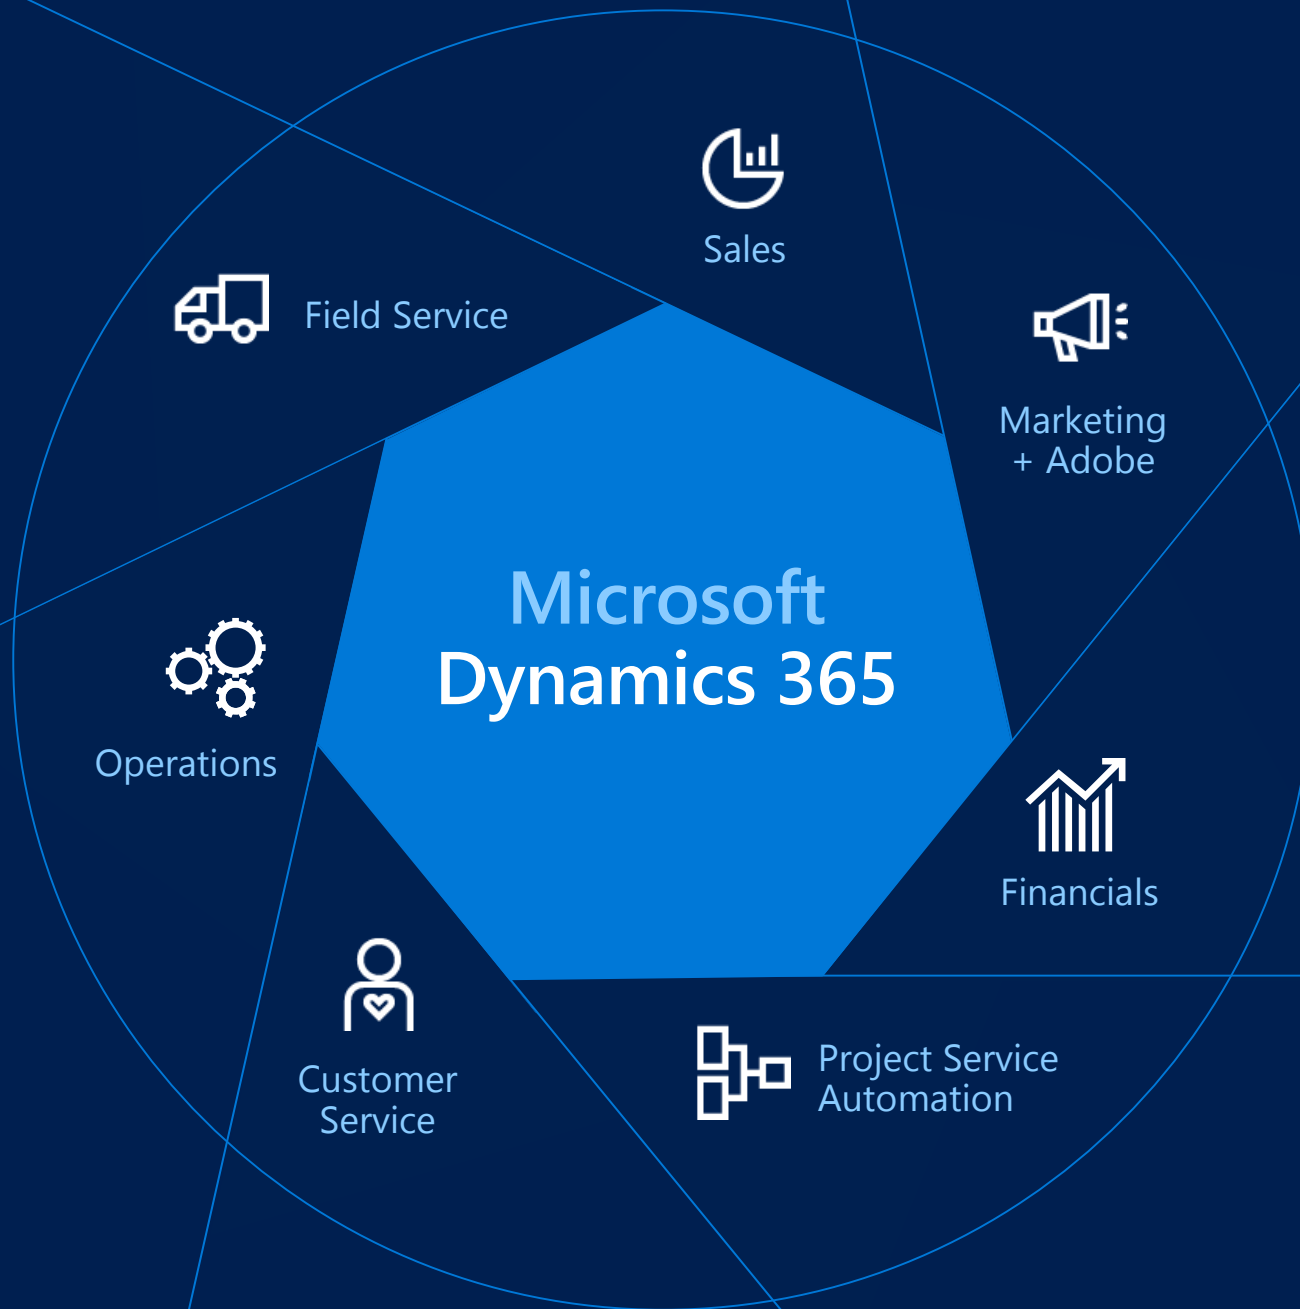 Sales
Field Service
Marketing
+ Adobe
Microsoft
Dynamics 365
Operations
Financials
Customer
Service
Project Service
Automation